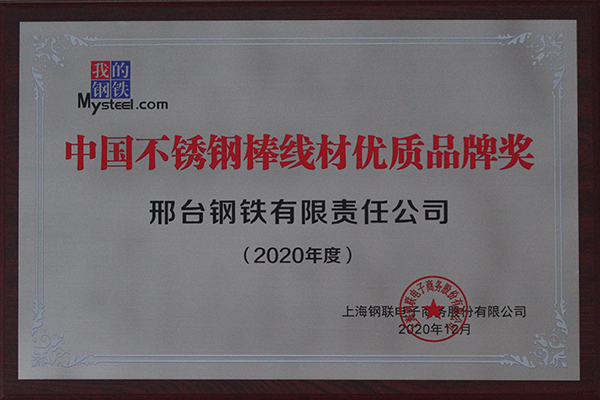 我的
钢铁
Mysteel.com
中国不锈钢棒线材优质品牌奖
邢台钢铁有限责任公司
（2020年度）
上海钢联电子商务股份有限公司
2020年12月